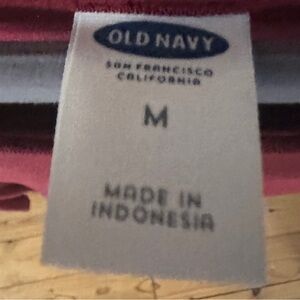 OLD NAVY
SAN FRANCISCO
CALIFORNIA
M
MADE IN
INDONESIA